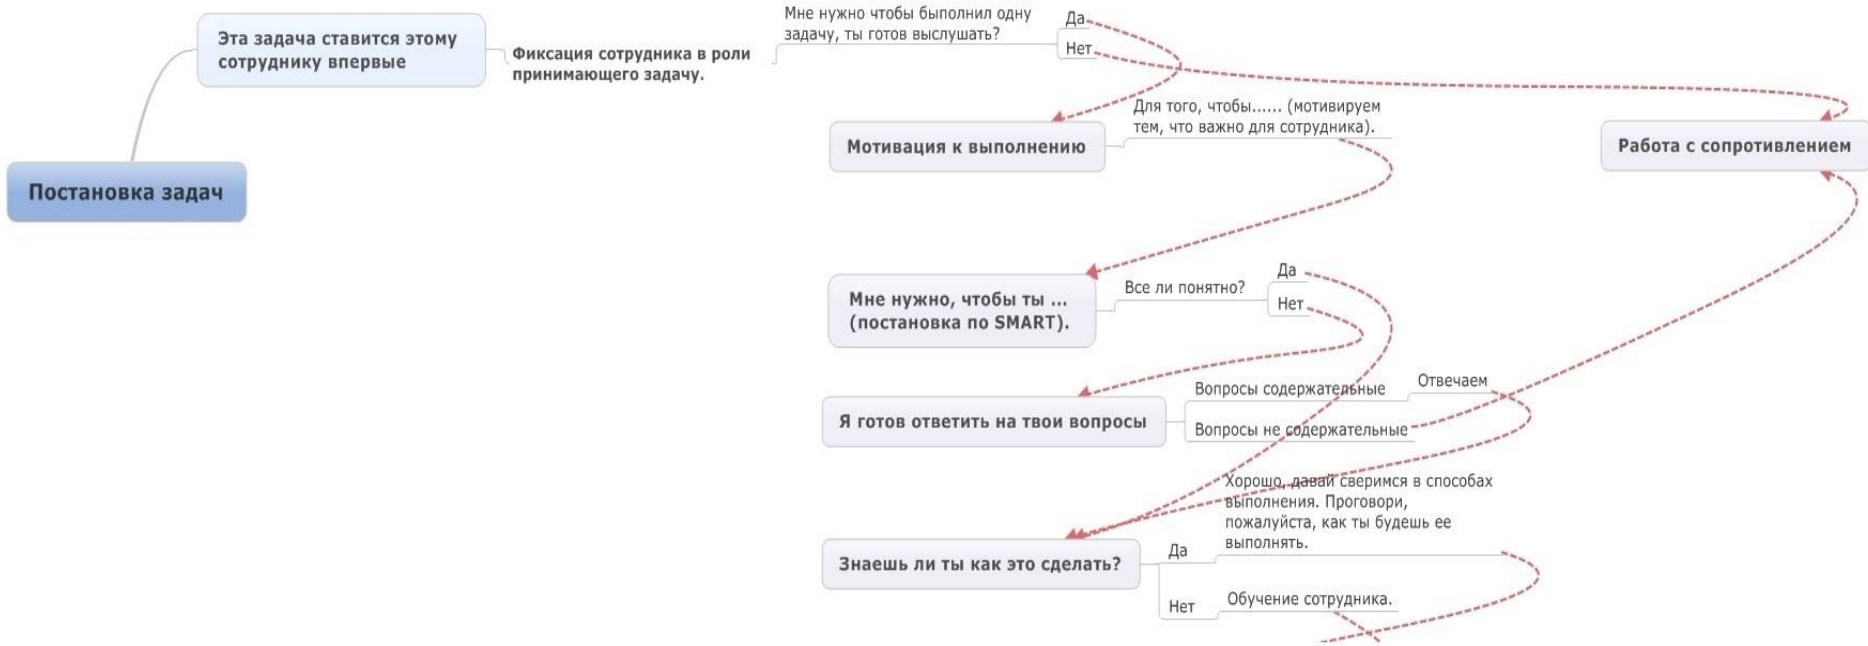 Постановка задач
Эта задача ставится этому
сотруднику впервые
Фиксация сотрудника в роли
принимающего задачу.
Мне нужно чтобы быполнил одну
задачу, ты готов выслушать?
Да
Нет
Мотивация к выполнению
Для того, чтобы...... (мотивируем
тем, что важно для сотрудника).
Работа с сопротивлением
Мне нужно, чтобы ты ...
(постановка по SMART).
Все ли понятно?
Да
Нет
Я готов ответить на твои вопросы
Вопросы содержательные
Отвечаем
Вопросы не содержательные
Знаешь ли ты как это сделать?
Да
Хорошо, давай сверимся в способах
выполнения. Проговори,
пожалуйста, как ты будешь ее
выполнять.
Нет
Обучение сотрудника.